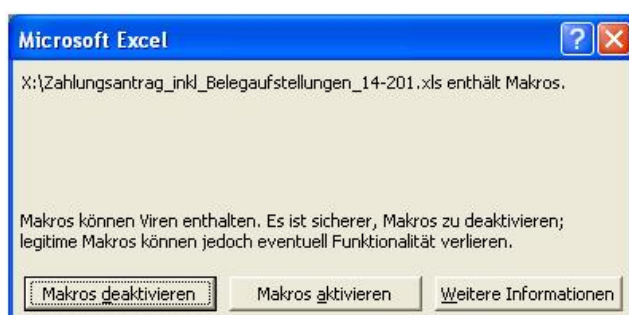 Microsoft Excel
X:\Zahlungsantrag_inkl_Belegaufstellungen_14-201.xls enthält Makros.
Makros können Viren enthalten. Es ist sicherer, Makros zu deaktivieren;
legitime Makros können jedoch eventuell Funktionalität verlieren.
Makros deaktivieren Makros aktivieren Weitere Informationen